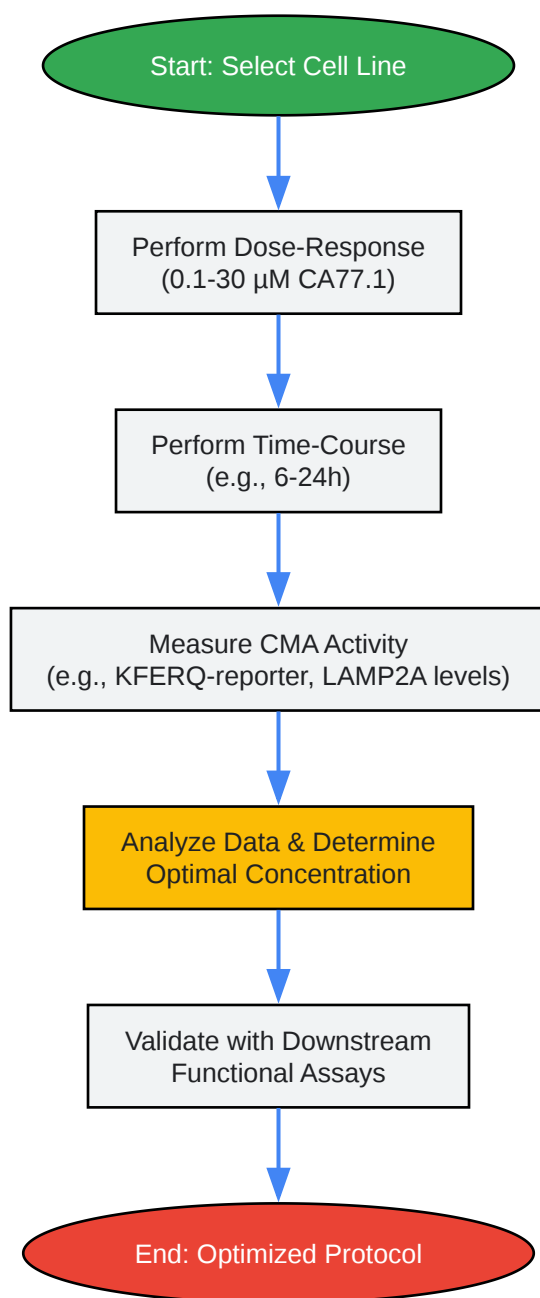 Start: Select Cell Line
Perform Dose-Response
(0.1-30 µM CA77.1)
Perform Time-Course
(e.g., 6-24h)
Measure CMA Activity
(e.g., KFERQ-reporter, LAMP2A levels)
Analyze Data & Determine
Optimal Concentration
Validate with Downstream
Functional Assays
End: Optimized Protocol